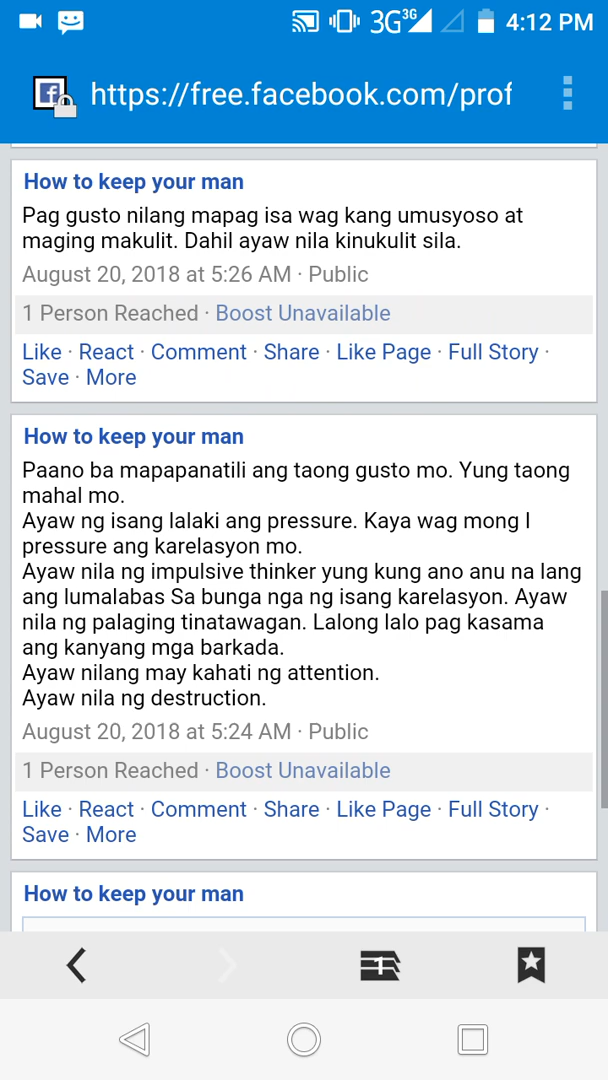 3G 3G 4:12 PM
https://free.facebook.com/prof
How to keep your man
Pag gusto nilang mapag isa wag kang umusyoso at
maging makulit. Dahil ayaw nila kinukulit sila.
August 20, 2018 at 5:26 AM · Public
1 Person Reached · Boost Unavailable
Like · React · Comment · Share · Like Page · Full Story ·
Save · More
How to keep your man
Paano ba mapapanatili ang taong gusto mo. Yung taong
mahal mo.
Ayaw ng isang lalaki ang pressure. Kaya wag mong I
pressure ang karelasyon mo.
Ayaw nila ng impulsive thinker yung kung ano anu na lang
ang lumalabas Sa bunga nga ng isang karelasyon. Ayaw
nila ng palaging tinatawagan. Lalong lalo pag kasama
ang kanyang mga barkada.
Ayaw nilang may kahati ng attention.
Ayaw nila ng destruction.
August 20, 2018 at 5:24 AM · Public
1 Person Reached · Boost Unavailable
Like · React · Comment · Share · Like Page · Full Story ·
Save · More
How to keep your man
1